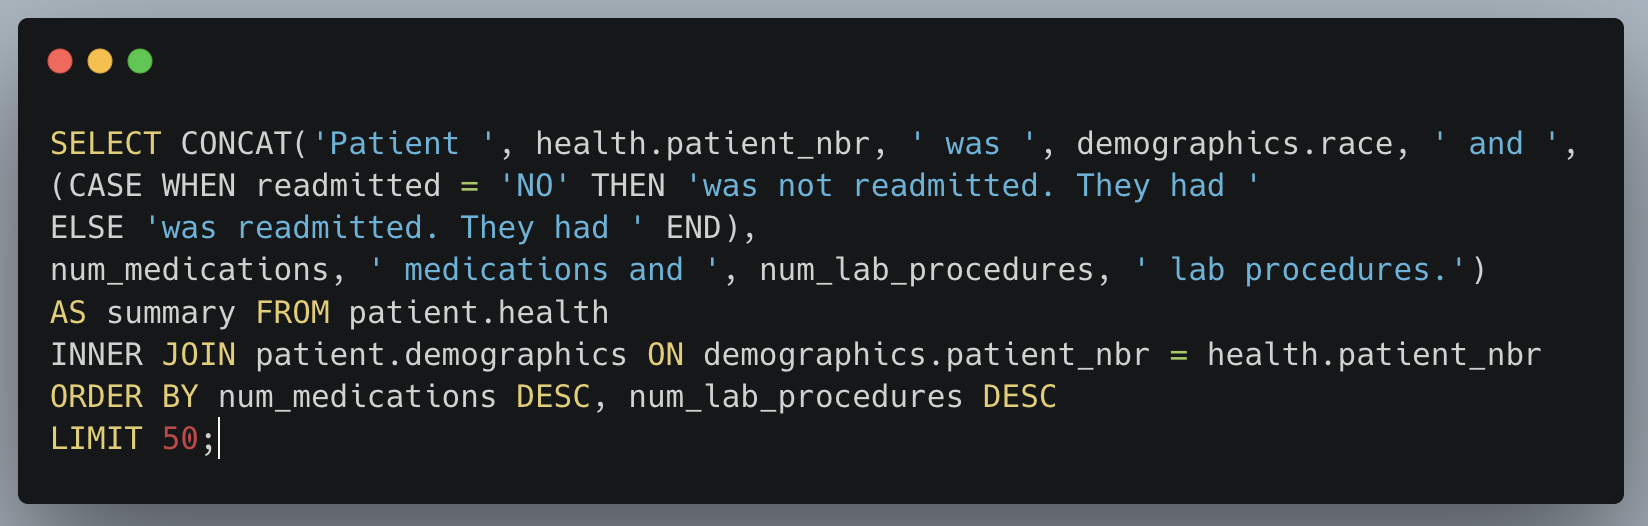 SELECT CONCAT('Patient ', health.patient_nbr, ' was ', demographics.race, ' and ',
(CASE WHEN readmitted = 'NO' THEN 'was not readmitted. They had '
ELSE 'was readmitted. They had ' END),
num_medications, ' medications and ', num_lab_procedures, ' lab procedures.')
AS summary FROM patient.health
INNER JOIN patient.demographics ON demographics.patient_nbr = health.patient_nbr
ORDER BY num_medications DESC, num_lab_procedures DESC
LIMIT 50;